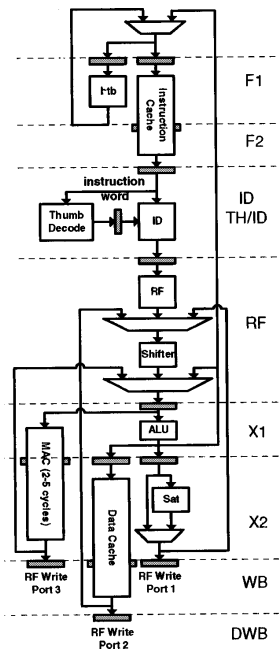 F1
I-tb
Instruction
Cache
F2
instruction
word
ID
TH/ID
Thumb
Decode
ID
RF
RF
Shifter
X1
ALU
MAC (2-5 cycles)
Data Cache
Sat
X2
RF Write
Port 3
RF Write
Port 1
WB
RF Write
Port 2
DWB